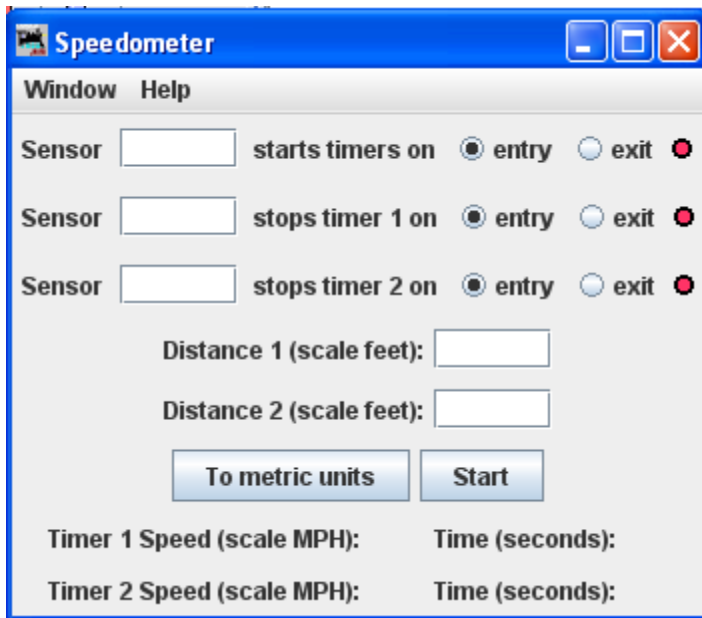 Speedometer
Window Help
Sensor starts timers on entry exit
Sensor stops timer 1 on entry exit
Sensor stops timer 2 on entry exit
Distance 1 (scale feet):
Distance 2 (scale feet):
To metric units Start
Timer 1 Speed (scale MPH): Time (seconds):
Timer 2 Speed (scale MPH): Time (seconds):